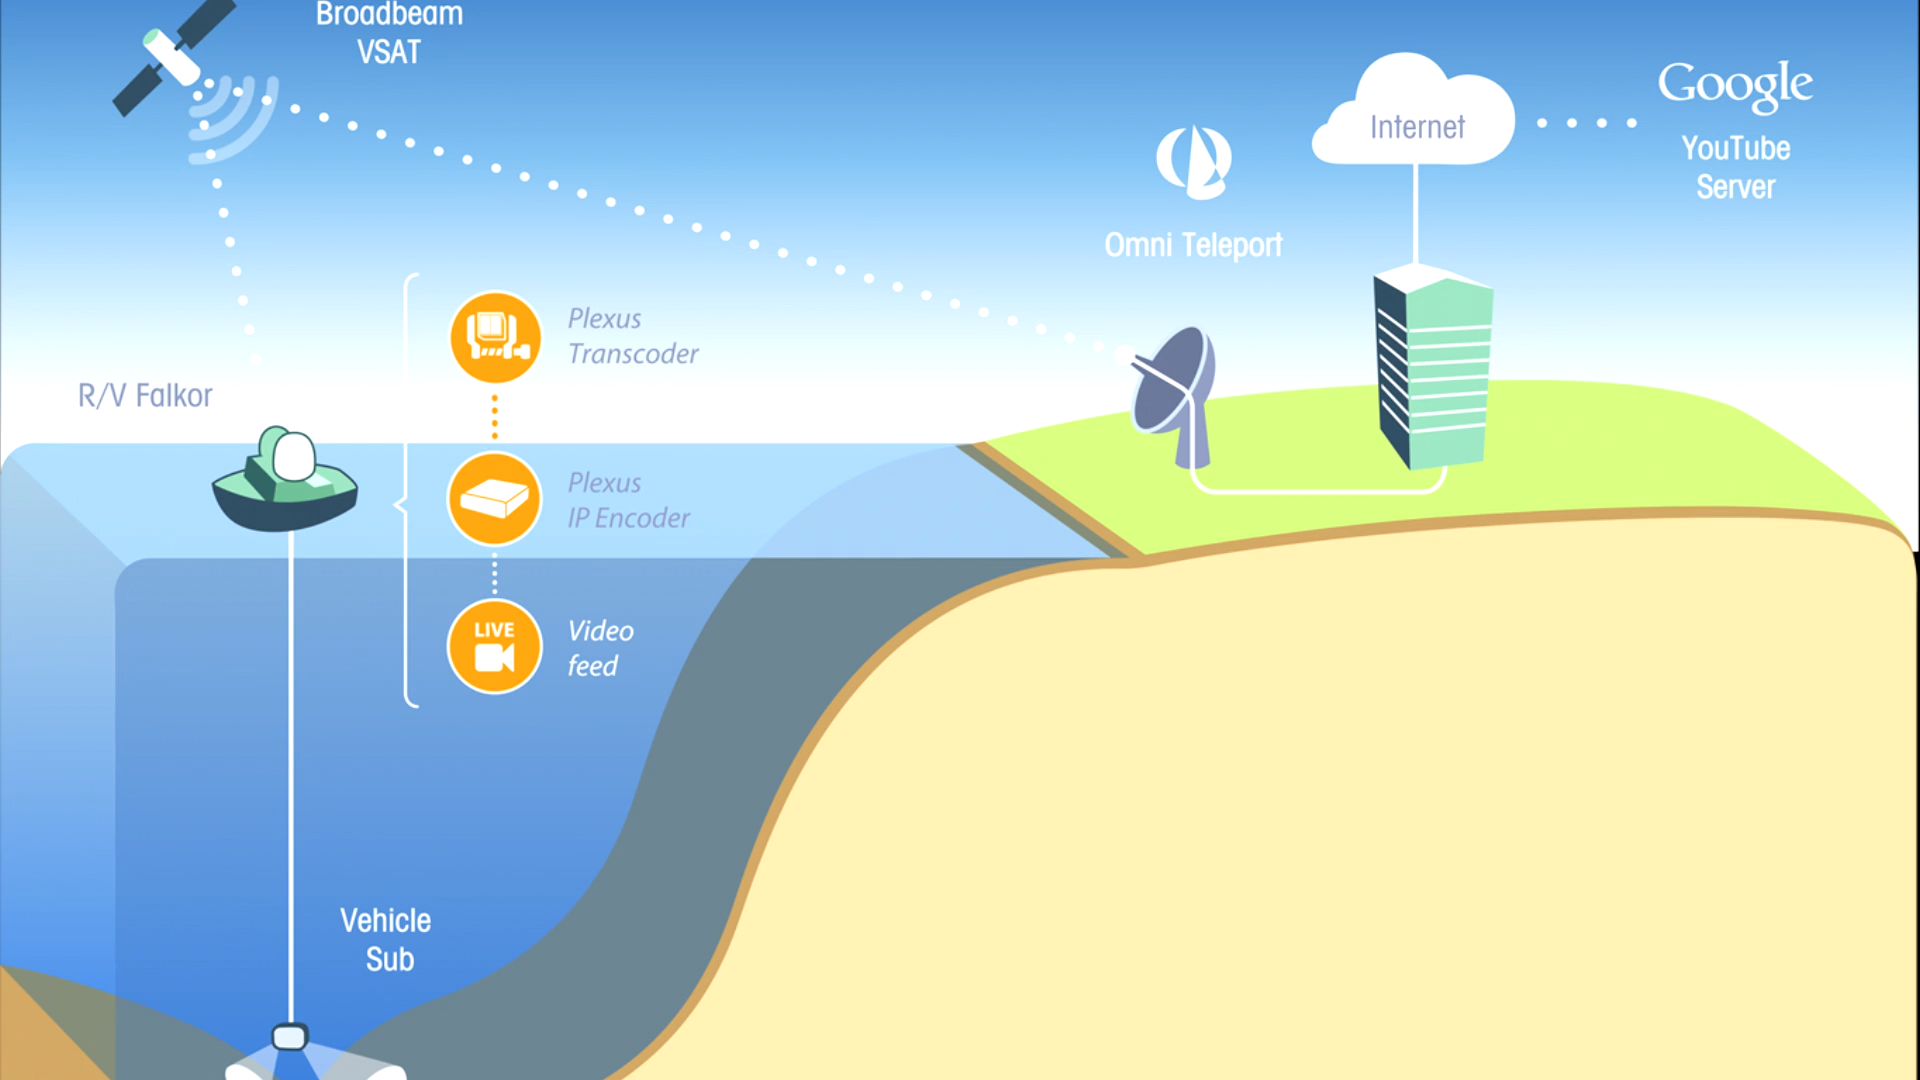 Broadbeam
VSAT
Internet
Google
YouTube
Server
Omni Teleport
Plexus
Transcoder
R/V Falkor
Plexus
IP Encoder
LIVE
Video
feed
Vehicle
Sub